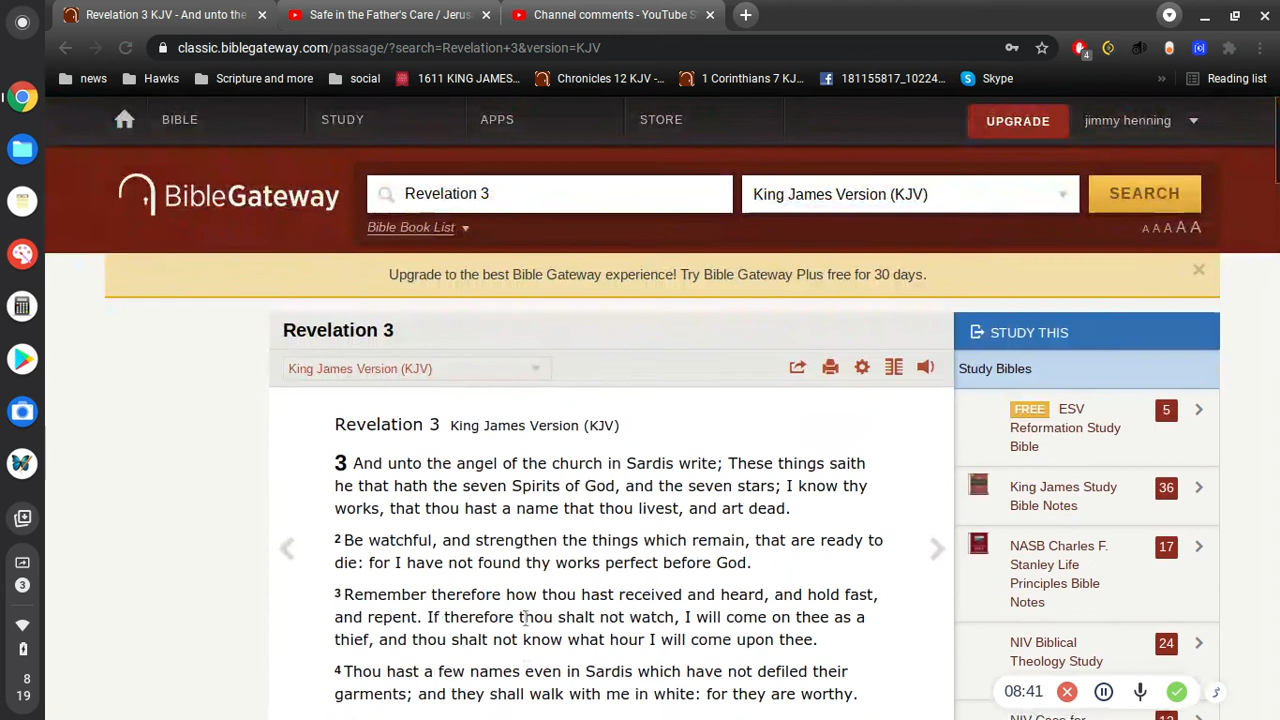 Revelation 3 KJV - And unto the
Safe in the Father's Care / Jerus
Channel comments - YouTube S
classic.biblegateway.com/passage/?search=Revelation+3&version=KJV
4
news
Hawks
Scripture and more
social
1611 KING JAMES...
Chronicles 12 KJV -...
1 Corinthians 7 KJ...
181155817_10224...
Skype
»
Reading list
BIBLE
STUDY
APPS
STORE
UPGRADE
jimmy henning
BibleGateway
Revelation 3
King James Version (KJV)
SEARCH
Bible Book List
A A A A A
Upgrade to the best Bible Gateway experience! Try Bible Gateway Plus free for 30 days.
Revelation 3
King James Version (KJV)
Revelation 3 King James Version (KJV)
3 And unto the angel of the church in Sardis write; These things saith
he that hath the seven Spirits of God, and the seven stars; I know thy
works, that thou hast a name that thou livest, and art dead.
2 Be watchful, and strengthen the things which remain, that are ready to
die: for I have not found thy works perfect before God.
3 Remember therefore how thou hast received and heard, and hold fast,
and repent. If therefore thou shalt not watch, I will come on thee as a
thief, and thou shalt not know what hour I will come upon thee.
4 Thou hast a few names even in Sardis which have not defiled their
garments; and they shall walk with me in white: for they are worthy.
STUDY THIS
Study Bibles
FREE ESV
Reformation Study
Bible
5
King James Study
Bible Notes
36
NASB Charles F.
Stanley Life
Principles Bible
Notes
17
NIV Biblical
Theology Study
24
08:41
3
8
19